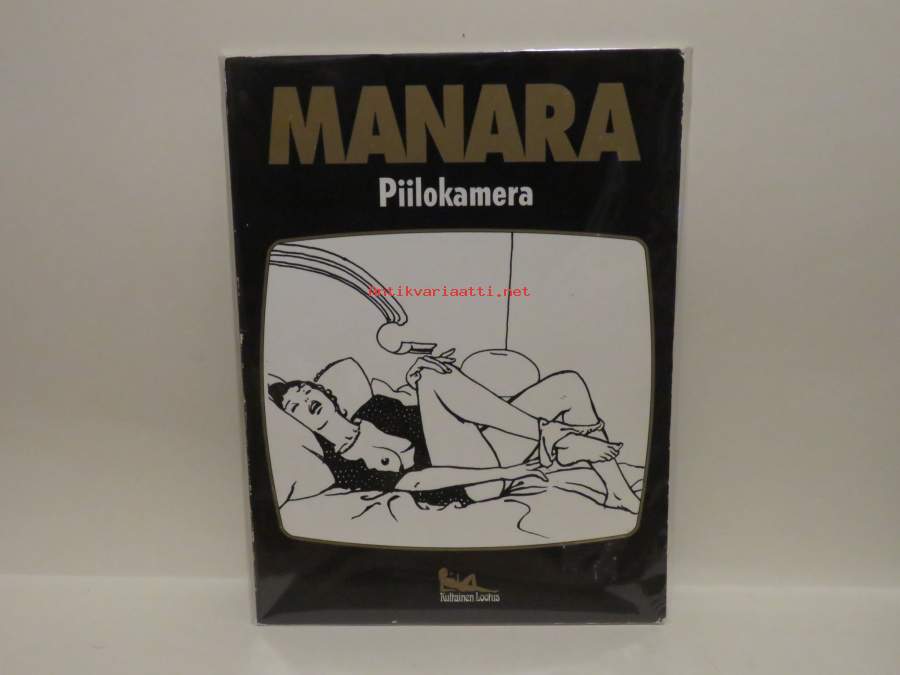 MANARA
Piilokamera
antikvariaatti.net
Kultainen Lootus